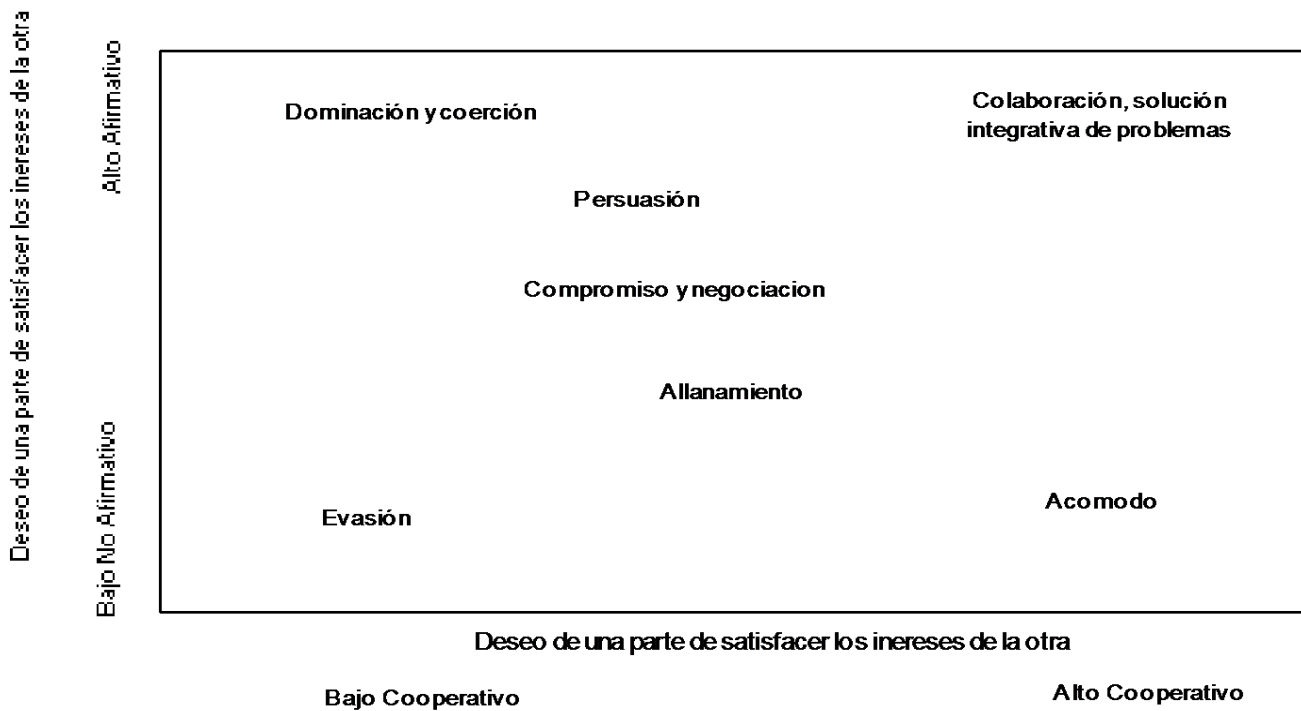 Deseo de una parte de satisfacer los inereses de la otra
Alto Afirmativo
Bajo No Afirmativo
Dominación y coerción
Colaboración, solución
integrativa de problemas
Persuasión
Compromiso y negociacion
Allanamiento
Evasión
Acomodo
Deseo de una parte de satisfacer los inereses de la otra
Bajo Cooperativo
Alto Cooperativo